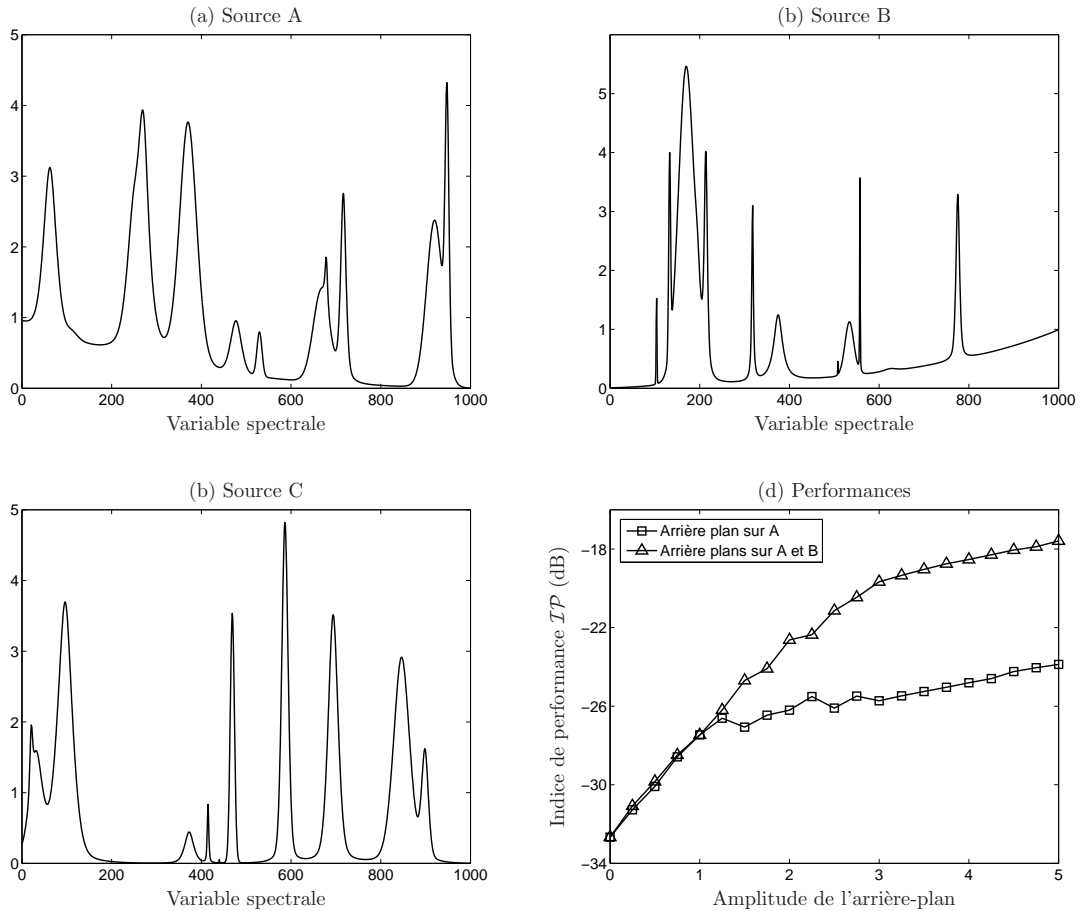 (a) Source A
5
4
3
2
1
0
0 200 400 600 800 1000
Variable spectrale
(b) Source B
5
4
3
2
1
0
0 200 400 600 800 1000
Variable spectrale
(b) Source C
5
4
3
2
1
0
0 200 400 600 800 1000
Variable spectrale
(d) Performances
Arrière plan sur A
Arrière plans sur A et B
Indice de performance IP (dB)
−18
−22
−26
−30
−34
0 1 2 3 4 5
Amplitude de l'arrière-plan